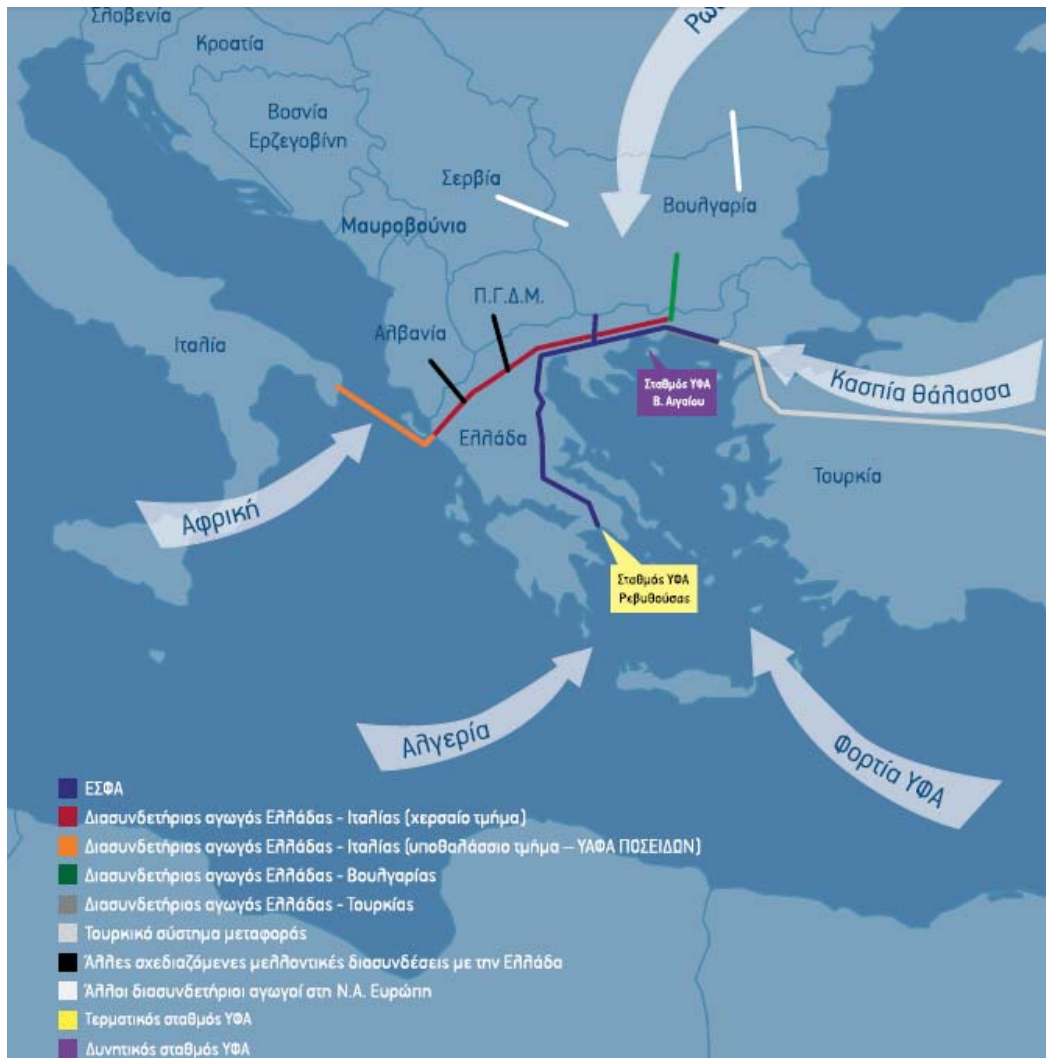 Σλοβενία
Κροατία
Βοσνία
Ερζεγοβίνη
Σερβία
Βουλγαρία
Μαυροβούνιο
Π.Γ.Δ.Μ.
Αλβανία
Ιταλία
Κασπία θάλασσα
Σταθμός ΥΦΑ
Β. Αιγαίου
Ελλάδα
Τουρκία
Αφρική
Σταθμός ΥΦΑ
Ρεβυθούσας
Αλγερία
Φορτία ΥΦΑ
ΕΣΦΑ
Διασυνδετήριος αγωγός Ελλάδας - Ιταλίας (χερσαίο τμήμα)
Διασυνδετήριος αγωγός Ελλάδας - Ιταλίας (υποθαλάσσιο τμήμα – ΥΑΦΑ ΠΟΣΕΙΔΩΝ)
Διασυνδετήριος αγωγός Ελλάδας - Βουλγαρίας
Διασυνδετήριος αγωγός Ελλάδας - Τουρκίας
Τουρκικό σύστημα μεταφοράς
Άλλες σχεδιαζόμενες μελλοντικές διασυνδέσεις με την Ελλάδα
Άλλοι διασυνδετήριοι αγωγοί στη Ν.Α. Ευρώπη
Τερματικός σταθμός ΥΦΑ
Δυνητικός σταθμός ΥΦΑ